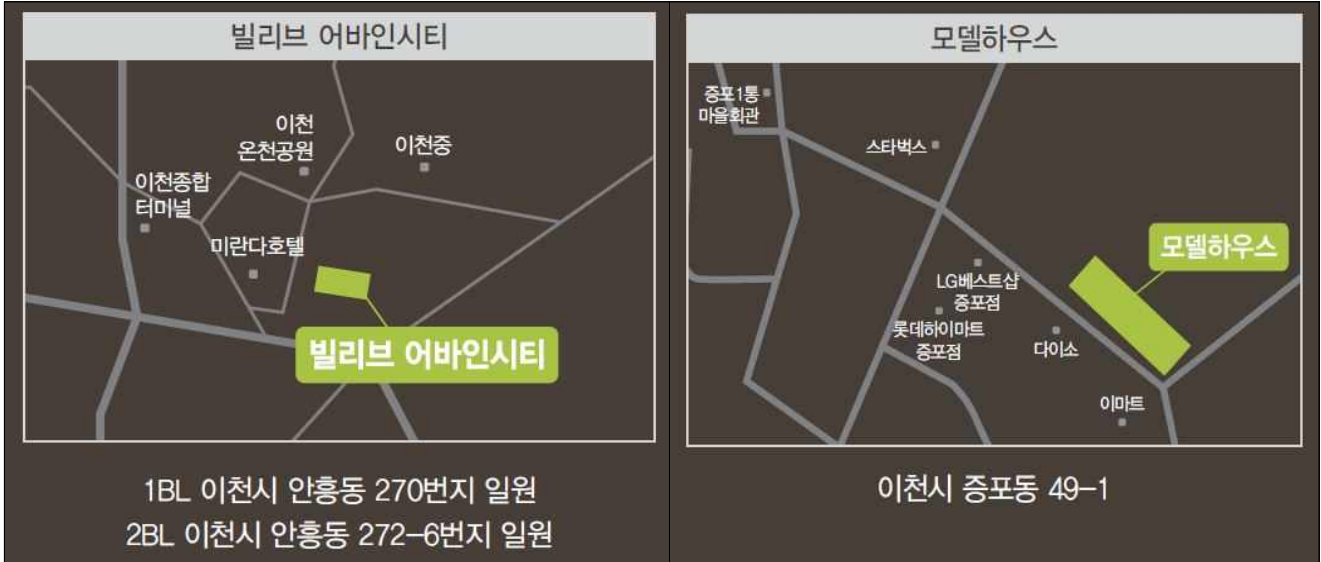 빌리브 어바인시티
이천
온천공원
이천중
이천종합
터미널
미란다호텔
빌리브 어바인시티
1BL 이천시 안흥동 270번지 일원
2BL 이천시 안흥동 272-6번지 일원
모델하우스
증포1통
마을회관
스타벅스
모델하우스
LG베스트샵
증포점
롯데하이마트
증포점
다이소
이마트
이천시 증포동 49-1